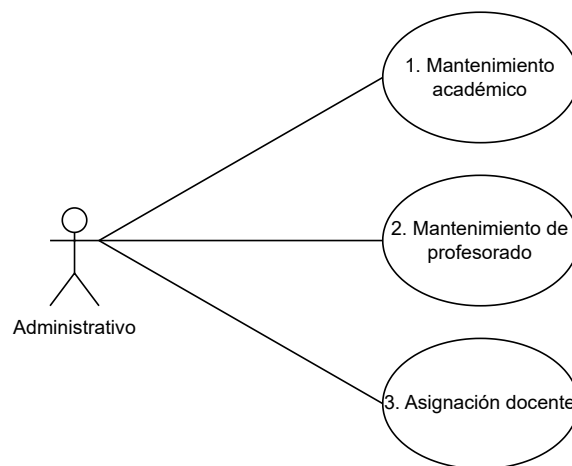 1. Mantenimiento
académico
2. Mantenimiento de
profesorado
Administrativo
3. Asignación docente